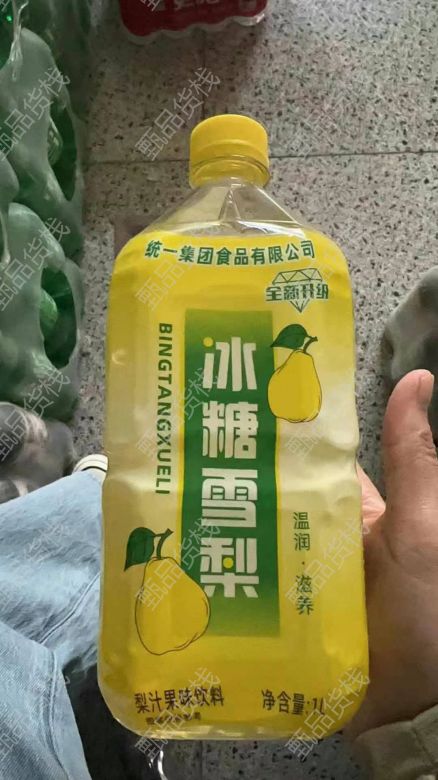 统一集团食品有限公司
全新升级
BINGTANGXUELI
冰糖雪梨
温润·滋养
梨汁果味饮料
净含量:1L
甄品货栈